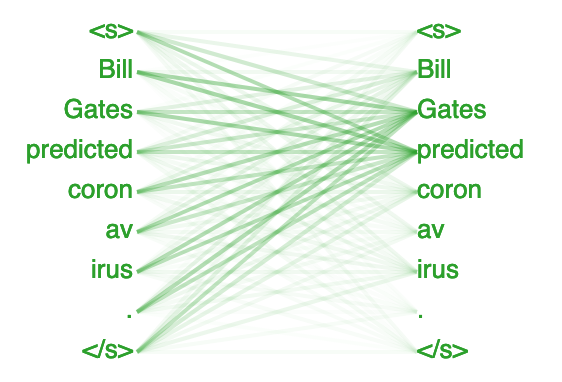 <s> <s>
Bill Bill
Gates Gates
predicted predicted
coron coron
av av
irus irus
. .
</s> </s>